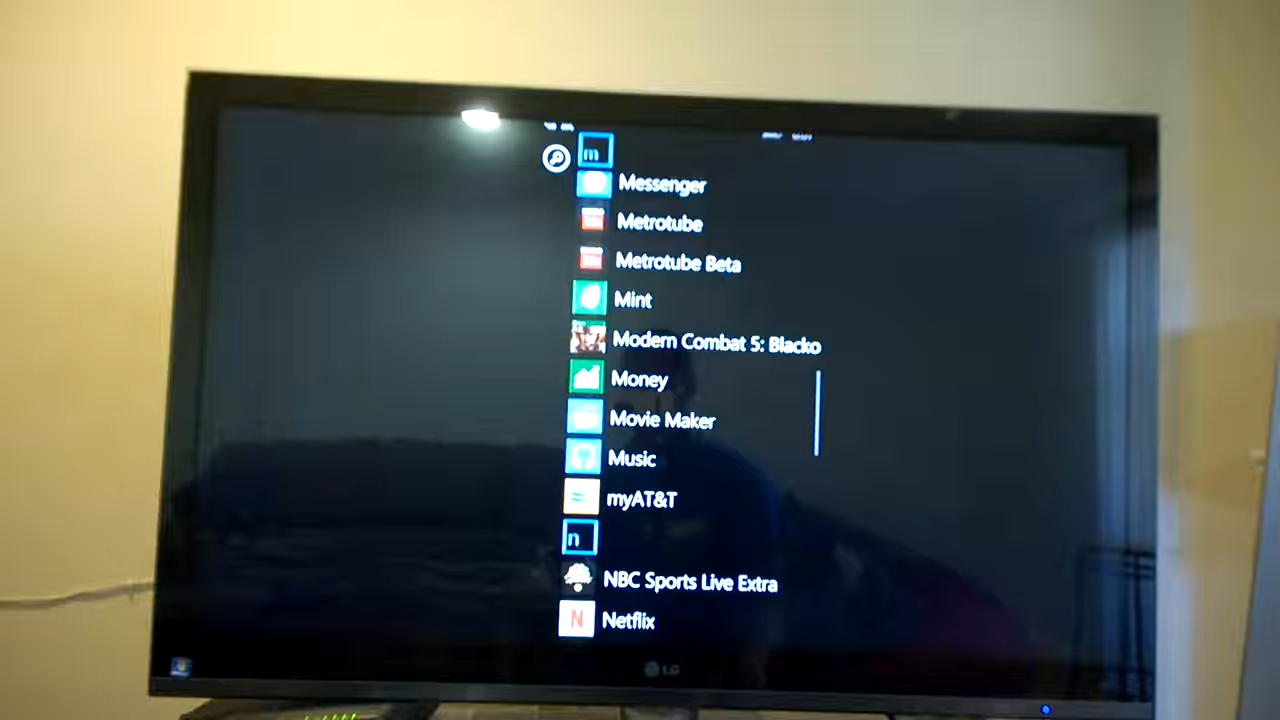 m
Messenger
Metrotube
Metrotube Beta
Mint
Modern Combat 5: Blacko
Money
Movie Maker
Music
myAT&T
n
NBC Sports Live Extra
N
Netflix
LG